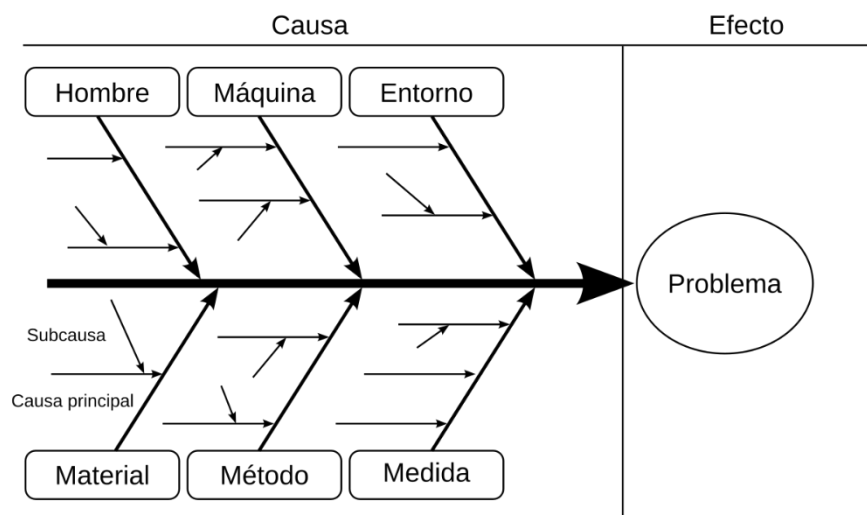 Causa
Efecto
Hombre
Máquina
Entorno
Problema
Subcausa
Causa principal
Material
Método
Medida